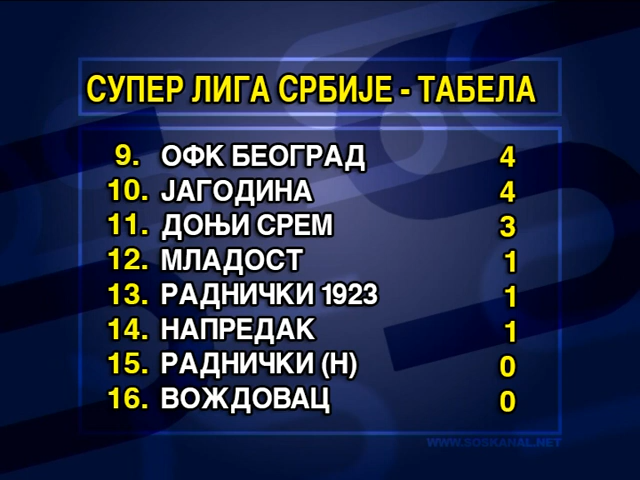 СУПЕР ЛИГА СРБИЈЕ - ТАБЕЛА
9. ОФК БЕОГРАД 4
10. ЈАГОДИНА 4
11. ДОЊИ СРЕМ 3
12. МЛАДОСТ 1
13. РАДНИЧКИ 1923 1
14. НАПРЕДАК 1
15. РАДНИЧКИ (Н) 0
16. ВОЖДОВАЦ 0
WWW.SOSKANAL.NET